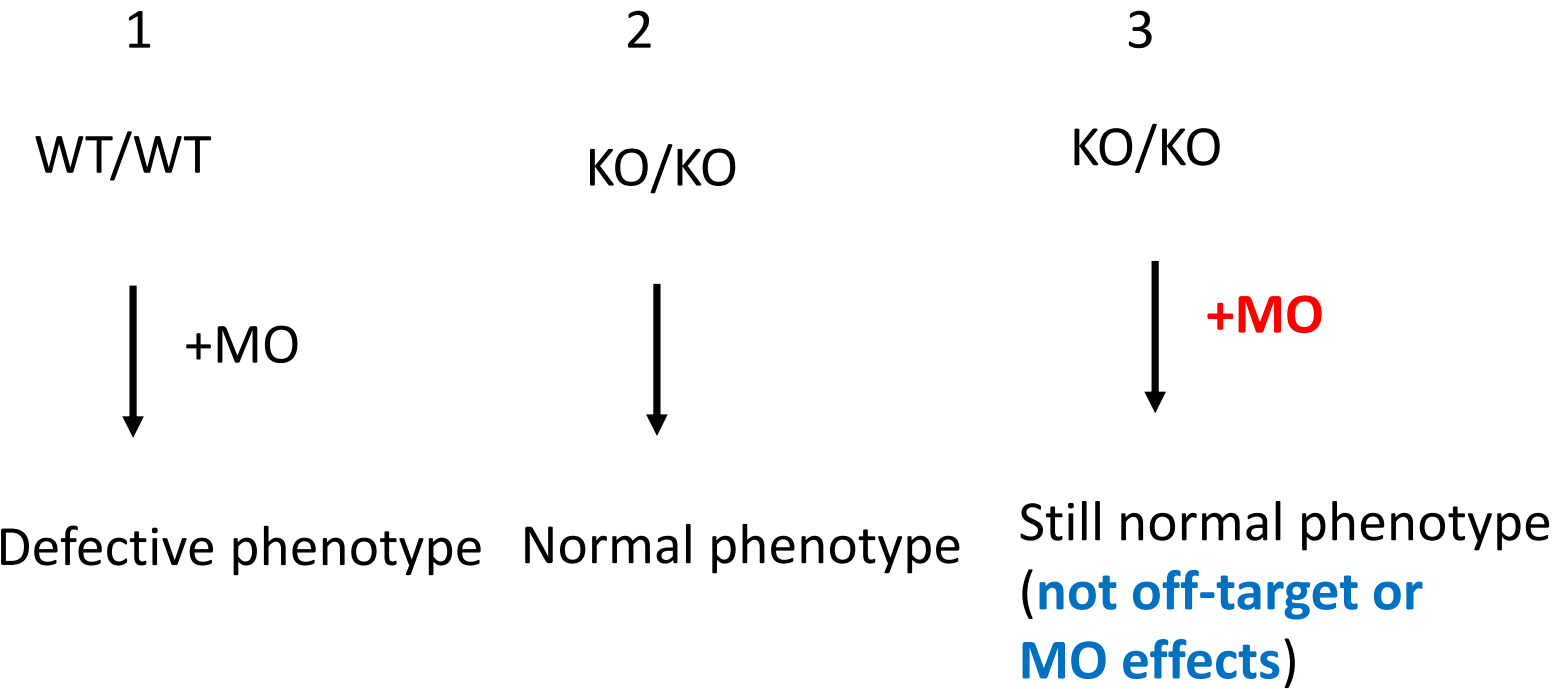 1
2
3
WT/WT
KO/KO
KO/KO
+MO
+MO
Defective phenotype
Normal phenotype
Still normal phenotype
(not off-target or
MO effects)